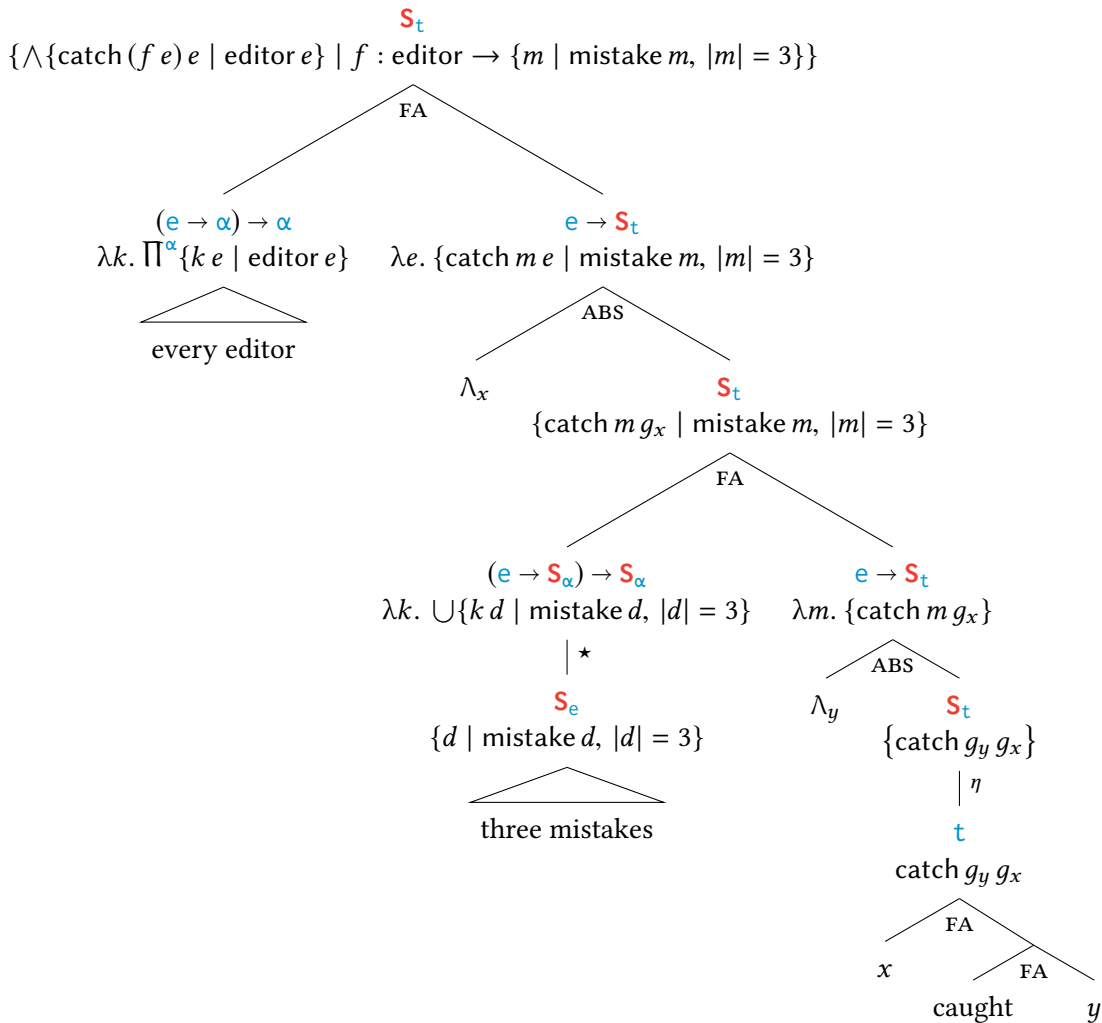 S_t
{⋀{catch (f e) e | editor e} | f : editor → {m | mistake m, |m| = 3}}
FA
(e → α) → α
e → S_t
λk. ∏^α{k e | editor e}
λe. {catch m e | mistake m, |m| = 3}
every editor
ABS
Λ_x
S_t
{catch m g_x | mistake m, |m| = 3}
FA
(e → S_α) → S_α
e → S_t
λk. ⋃{k d | mistake d, |d| = 3}
λm. {catch m g_x}
★
ABS
S_e
Λ_y
S_t
{d | mistake d, |d| = 3}
{catch g_y g_x}
η
three mistakes
t
catch g_y g_x
FA
x
FA
caught
y